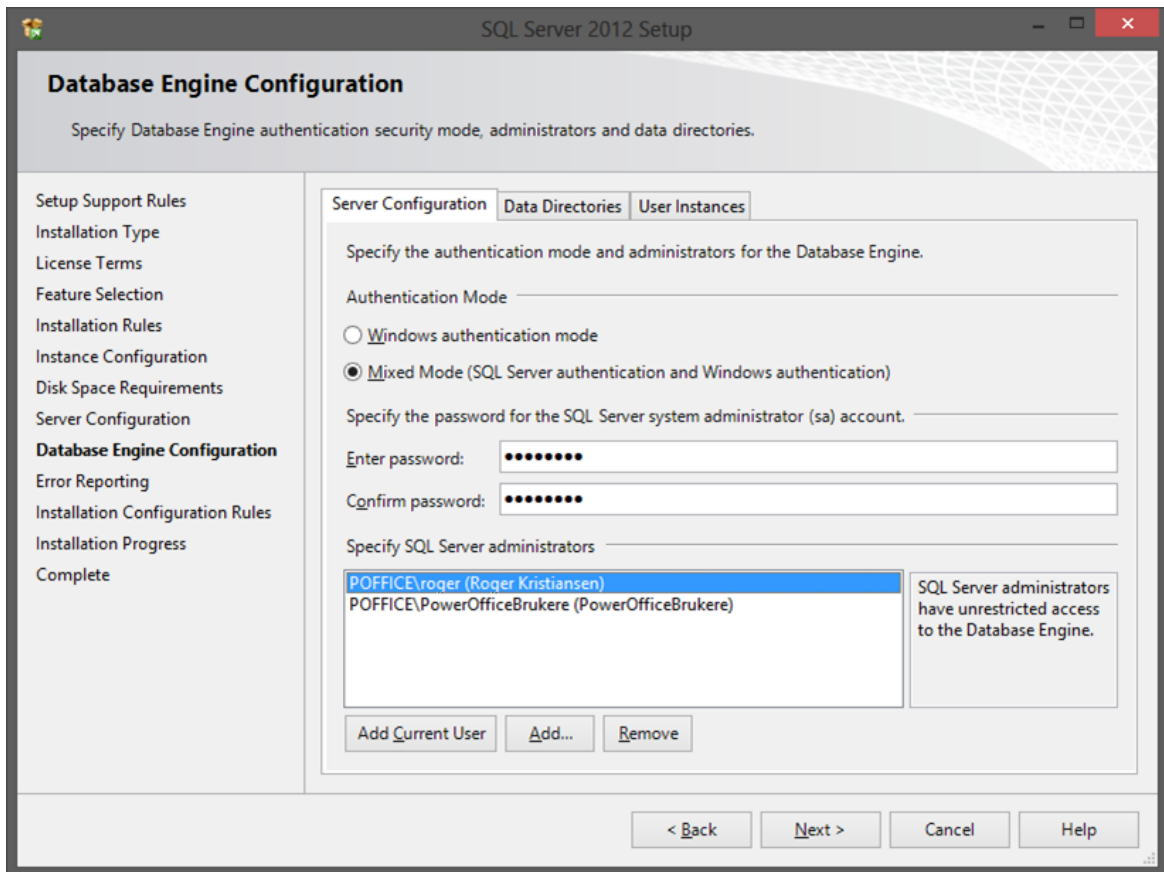 SQL Server 2012 Setup
Database Engine Configuration
Specify Database Engine authentication security mode, administrators and data directories.
Setup Support Rules
Installation Type
License Terms
Feature Selection
Installation Rules
Instance Configuration
Disk Space Requirements
Server Configuration
Database Engine Configuration
Error Reporting
Installation Configuration Rules
Installation Progress
Complete
Server Configuration Data Directories User Instances
Specify the authentication mode and administrators for the Database Engine.
Authentication Mode
Windows authentication mode
Mixed Mode (SQL Server authentication and Windows authentication)
Specify the password for the SQL Server system administrator (sa) account.
Enter password: ●●●●●●●●
Confirm password: ●●●●●●●●
Specify SQL Server administrators
POFFICE\roger (Roger Kristiansen)
POFFICE\PowerOfficeBrukere (PowerOfficeBrukere)
SQL Server administrators
have unrestricted access
to the Database Engine.
Add Current User Add... Remove
< Back Next > Cancel Help